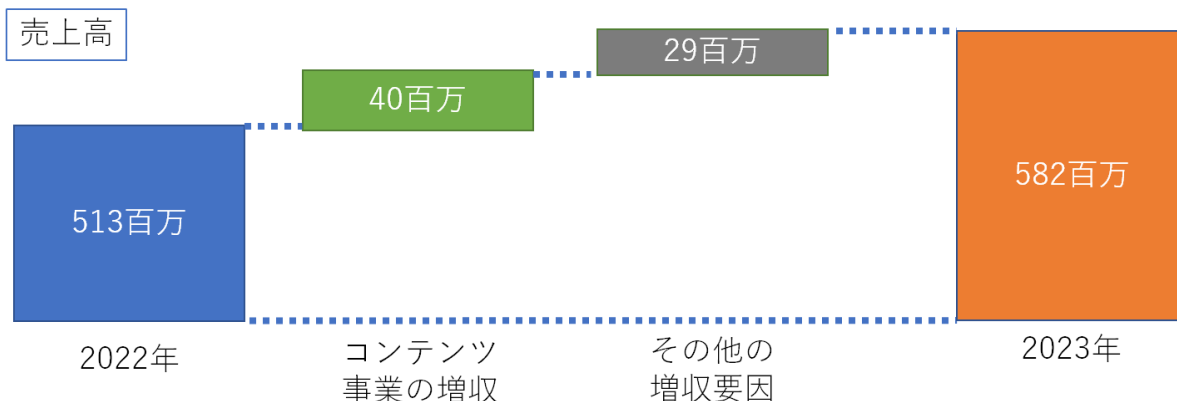 売上高
29百万
40百万
513百万
582百万
2022年
コンテンツ
事業の増収
その他の
増収要因
2023年